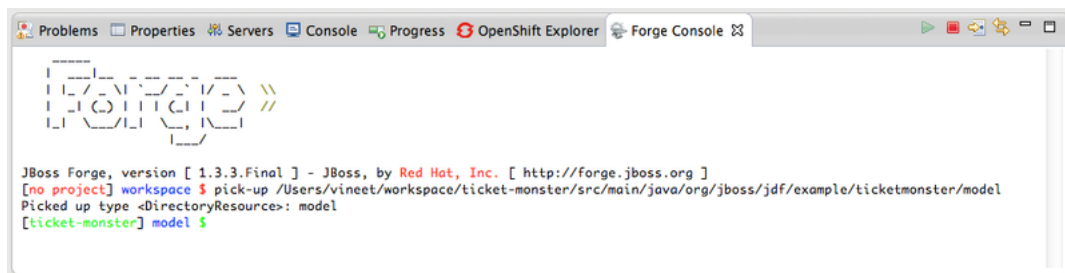 Problems Properties Servers Console Progress OpenShift Explorer Forge Console
Forge
JBoss Forge, version [ 1.3.3.Final ] - JBoss, by Red Hat, Inc. [ http://forge.jboss.org ]
[no project] workspace $ pick-up /Users/vineet/workspace/ticket-monster/src/main/java/org/jboss/jdf/example/ticketmonster/model
Picked up type <DirectoryResource>: model
[ticket-monster] model $